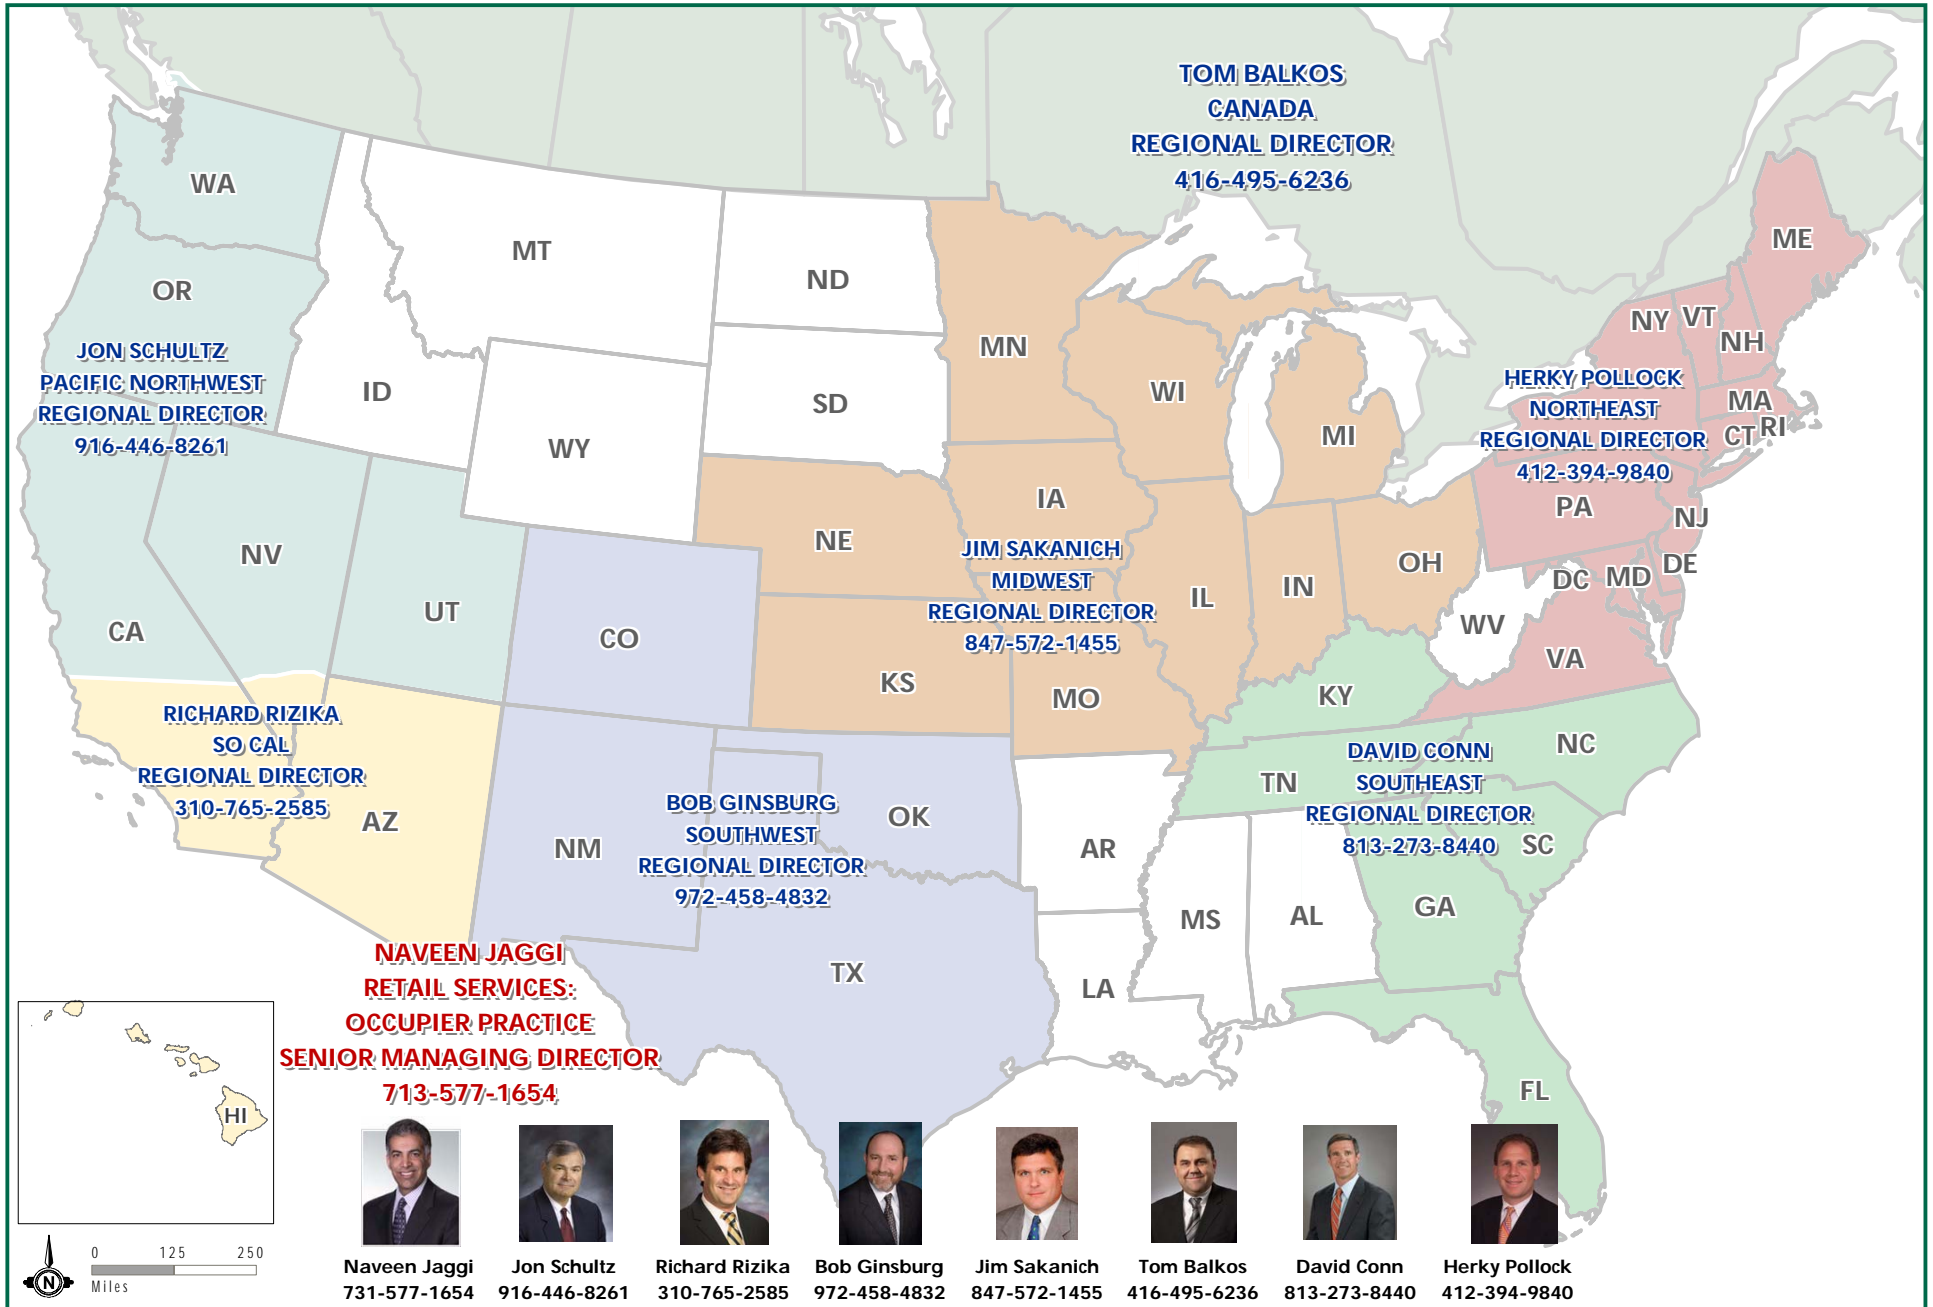 TOM BALKOS
CANADA
REGIONAL DIRECTOR
416-495-6236
WA
OR
MT
ND
ME
MN
NY
VT
NH
JON SCHULTZ
PACIFIC NORTHWEST
REGIONAL DIRECTOR
916-446-8261
ID
SD
WI
MI
WY
HERKY POLLOCK
NORTHEAST
REGIONAL DIRECTOR
412-394-9840
MA
CT
RI
PA
NJ
IA
NE
NV
UT
CA
CO
JIM SAKANICH
MIDWEST
REGIONAL DIRECTOR
847-572-1455
IL
IN
OH
DC
MD
DE
WV
VA
KS
MO
KY
RICHARD RIZIKA
SO CAL
REGIONAL DIRECTOR
310-765-2585
AZ
NM
BOB GINSBURG
SOUTHWEST
REGIONAL DIRECTOR
972-458-4832
OK
AR
TN
DAVID CONN
SOUTHEAST
REGIONAL DIRECTOR
813-273-8440
NC
SC
GA
AL
MS
LA
TX
FL
NAVEEN JAGGI
RETAIL SERVICES:
OCCUPIER PRACTICE
SENIOR MANAGING DIRECTOR
713-577-1654
HI
0 125 250
Miles
N
Naveen Jaggi
731-577-1654
Jon Schultz
916-446-8261
Richard Rizika
310-765-2585
Bob Ginsburg
972-458-4832
Jim Sakanich
847-572-1455
Tom Balkos
416-495-6236
David Conn
813-273-8440
Herky Pollock
412-394-9840